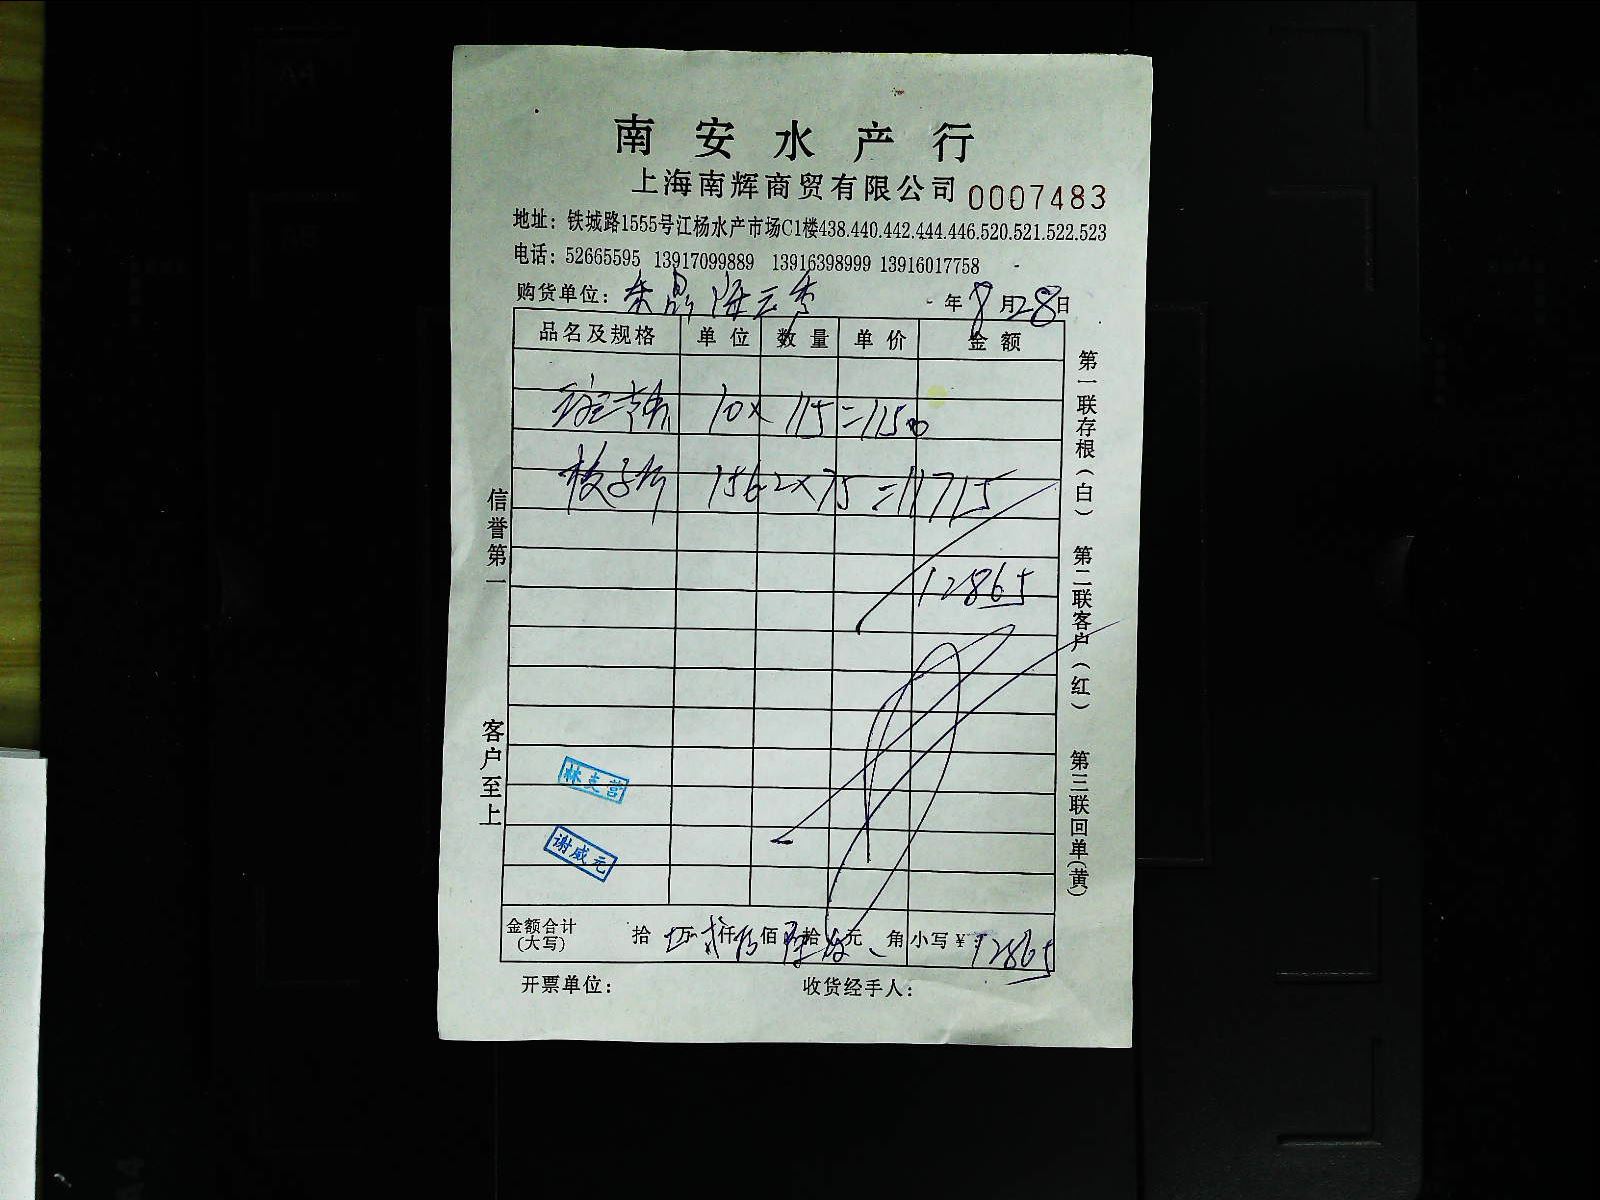 南安水产行
上海南辉商贸有限公司 0007483
地址：铁城路1555号江杨水产市场C1楼438.440.442.444.446.520.521.522.523
电话：52665595 13917099889 13916398999 13916017758
购货单位： 年 8 月 28 日
品名及规格 单位 数量 单价 金额
10× 115 = 1150
156.2×75 = 11715
12865
林支营
谢咸元
金额合计(大写) 拾 万 仟 佰 拾 元 角 小写¥：12865
开票单位： 收货经手人：
信誉第一 客户至上
第一联存根（白） 第二联客户（红） 第三联回单(黄)